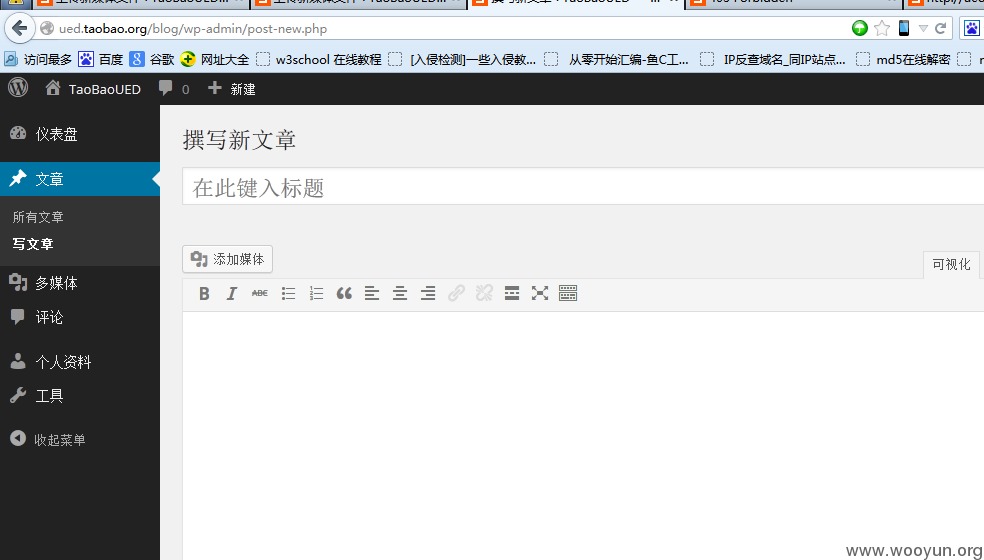 ued.taobao.org/blog/wp-admin/post-new.php
访问最多 百度 谷歌 网址大全 w3school 在线教程 [入侵检测]一些入侵教... 从零开始汇编-鱼C工... IP反查域名_同IP站点... md5在线解密
TaoBaoUED 0 新建
仪表盘
文章
所有文章
写文章
多媒体
评论
个人资料
工具
收起菜单
撰写新文章
在此键入标题
添加媒体
可视化
B I ABC
www.wooyun.org